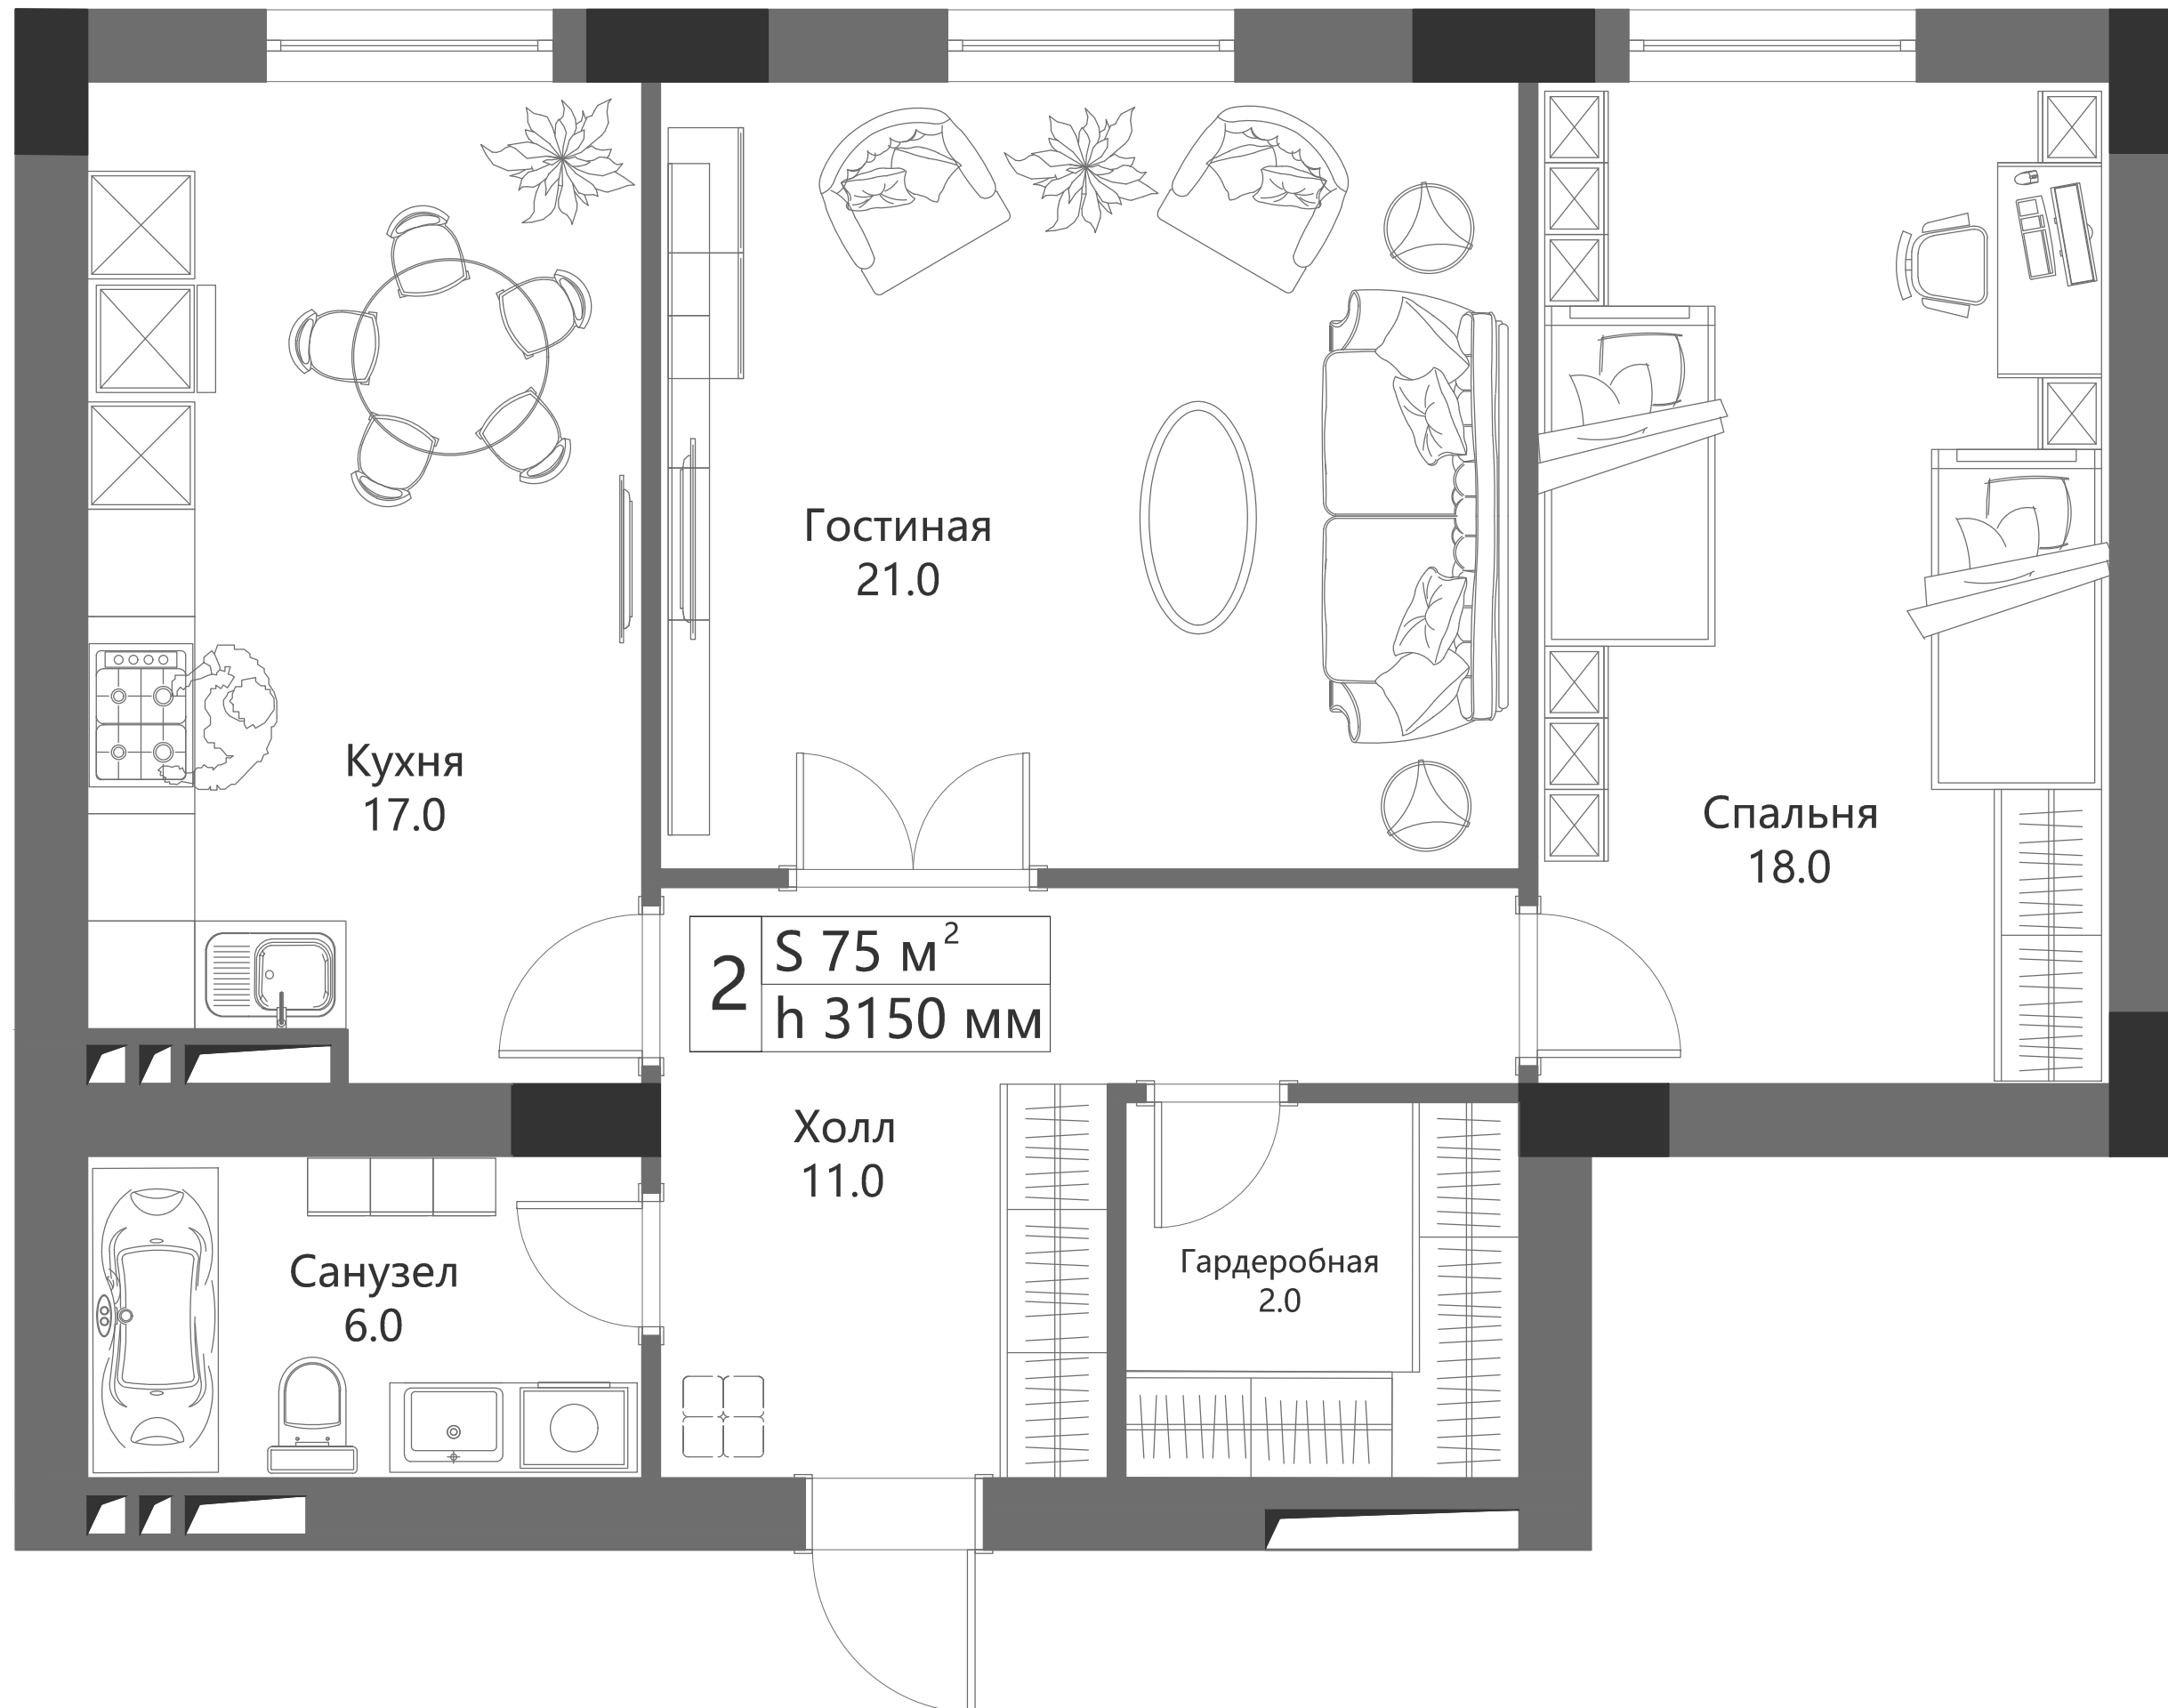 Гостиная
21.0
Кухня
17.0
Спальня
18.0
2
S 75 м²
h 3150 мм
Холл
11.0
Санузел
6.0
Гардеробная
2.0